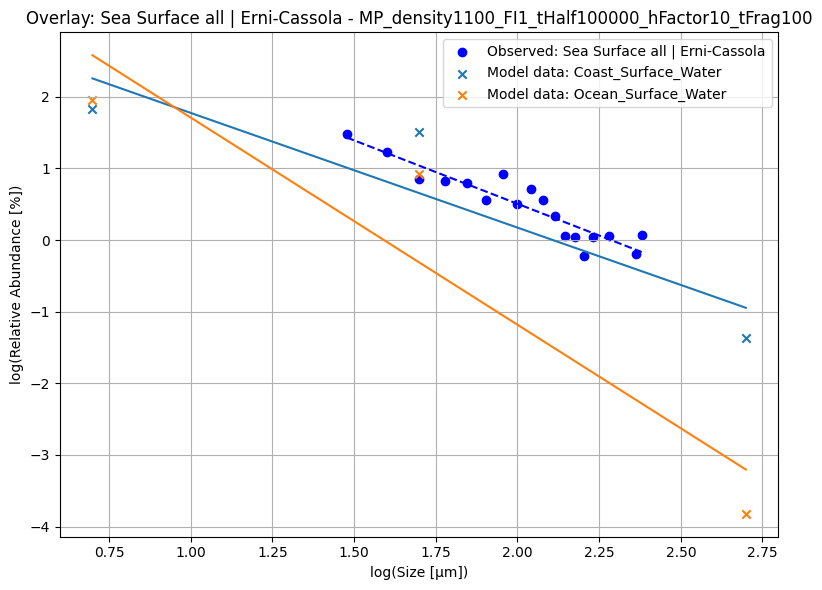 Overlay: Sea Surface all | Erni-Cassola - MP_density1100_FI1_tHalf100000_hFactor10_tFrag100
Observed: Sea Surface all | Erni-Cassola
Model data: Coast_Surface_Water
Model data: Ocean_Surface_Water
log(Relative Abundance [%])
2
1
0
−1
−2
−3
−4
0.75
1.00
1.25
1.50
1.75
2.00
2.25
2.50
2.75
log(Size [µm])